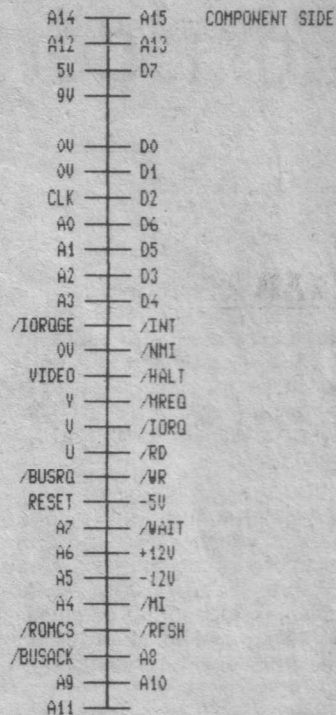 A14 A15 COMPONENT SIDE
A12 A13
5V D7
9V
0V D0
0V D1
CLK D2
A0 D6
A1 D5
A2 D3
A3 D4
/IORQGE /INT
0V /NMI
VIDEO /HALT
Y /MREQ
V /IORQ
U /RD
/BUSRQ /WR
RESET -5V
A7 /WAIT
A6 +12V
A5 -12V
A4 /MI
/ROMCS /RFSH
/BUSACK A8
A9 A10
A11